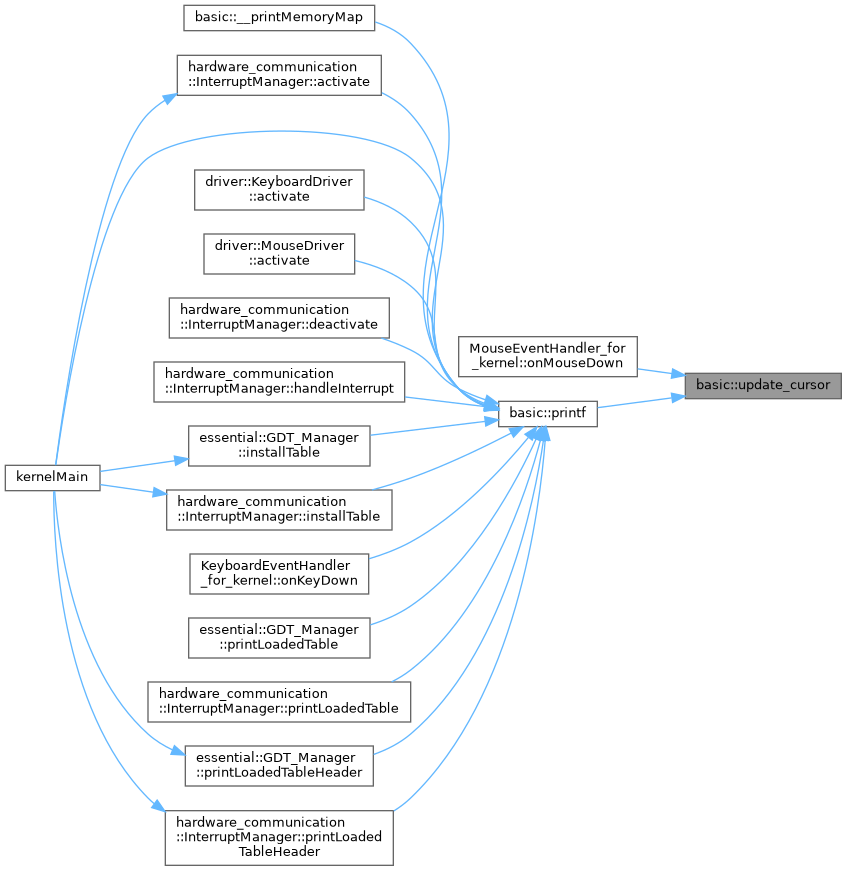 basic::__printMemoryMap
hardware_communication
::InterruptManager::activate
driver::KeyboardDriver
::activate
driver::MouseDriver
::activate
hardware_communication
::InterruptManager::deactivate
MouseEventHandler_for
_kernel::onMouseDown
hardware_communication
::InterruptManager::handleInterrupt
basic::update_cursor
basic::printf
essential::GDT_Manager
::installTable
kernelMain
hardware_communication
::InterruptManager::installTable
KeyboardEventHandler
_for_kernel::onKeyDown
essential::GDT_Manager
::printLoadedTable
hardware_communication
::InterruptManager::printLoadedTable
essential::GDT_Manager
::printLoadedTableHeader
hardware_communication
::InterruptManager::printLoaded
TableHeader